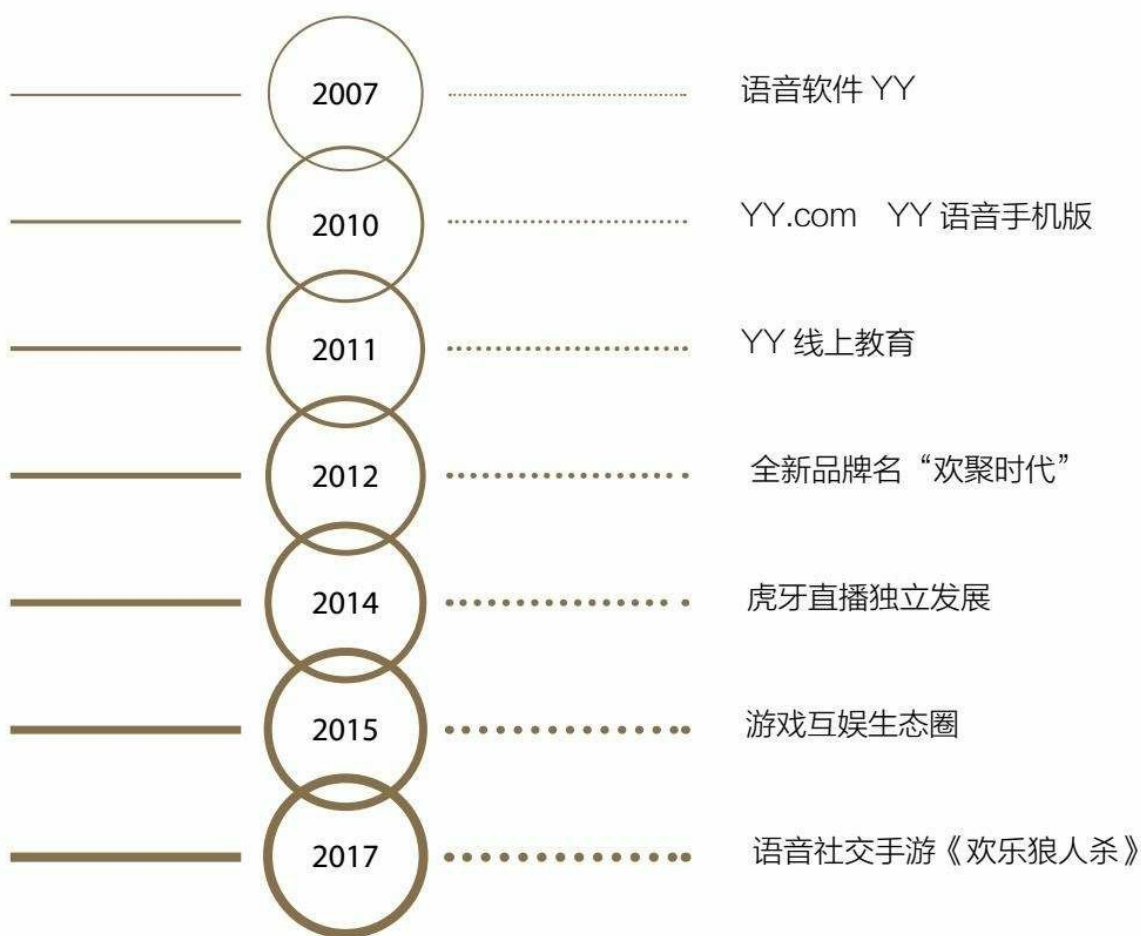 2007 语音软件 YY
2010 YY.com YY 语音手机版
2011 YY 线上教育
2012 全新品牌名“欢聚时代”
2014 虎牙直播独立发展
2015 游戏互娱生态圈
2017 语音社交手游《欢乐狼人杀》